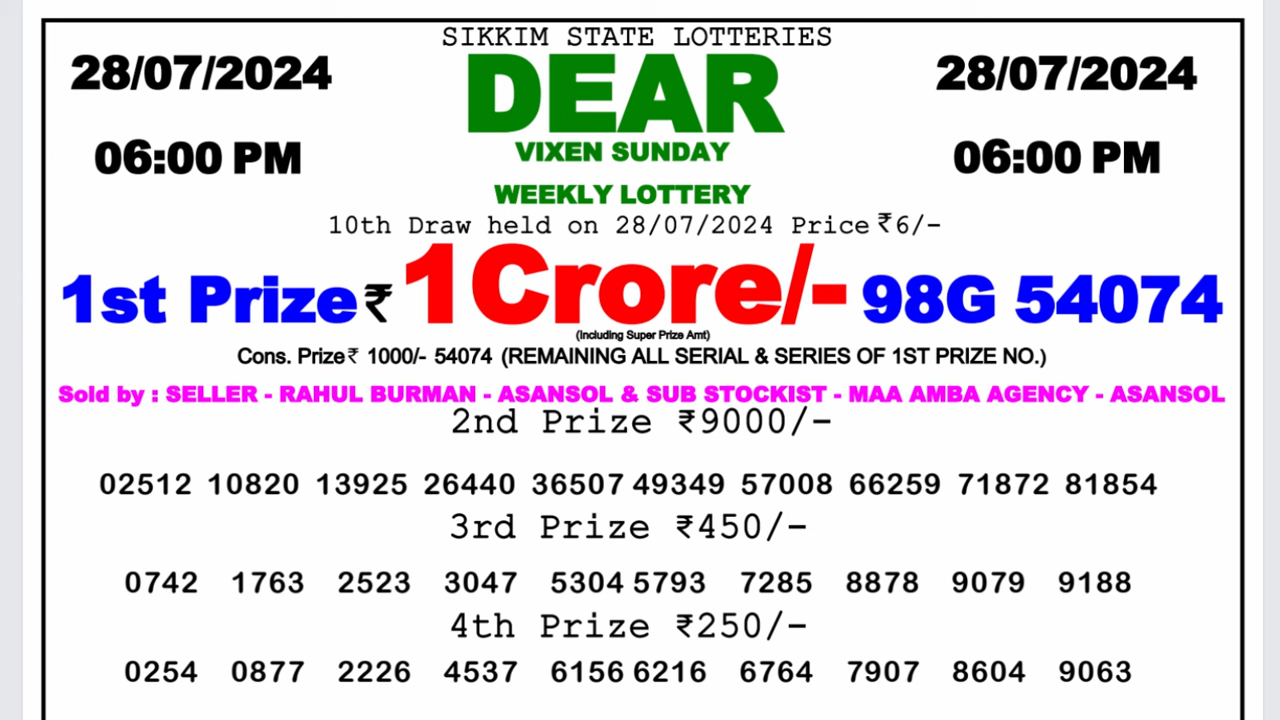 SIKKIM STATE LOTTERIES
28/07/2024 DEAR 28/07/2024
06:00 PM VIXEN SUNDAY 06:00 PM
WEEKLY LOTTERY
10th Draw held on 28/07/2024 Price ₹6/-
1st Prize ₹ 1Crore/- 98G 54074
(Including Super Prize Amt)
Cons. Prize ₹ 1000/- 54074 (REMAINING ALL SERIAL & SERIES OF 1ST PRIZE NO.)
Sold by : SELLER - RAHUL BURMAN - ASANSOL & SUB STOCKIST - MAA AMBA AGENCY - ASANSOL
2nd Prize ₹9000/-
02512 10820 13925 26440 36507 49349 57008 66259 71872 81854
3rd Prize ₹450/-
0742 1763 2523 3047 5304 5793 7285 8878 9079 9188
4th Prize ₹250/-
0254 0877 2226 4537 6156 6216 6764 7907 8604 9063